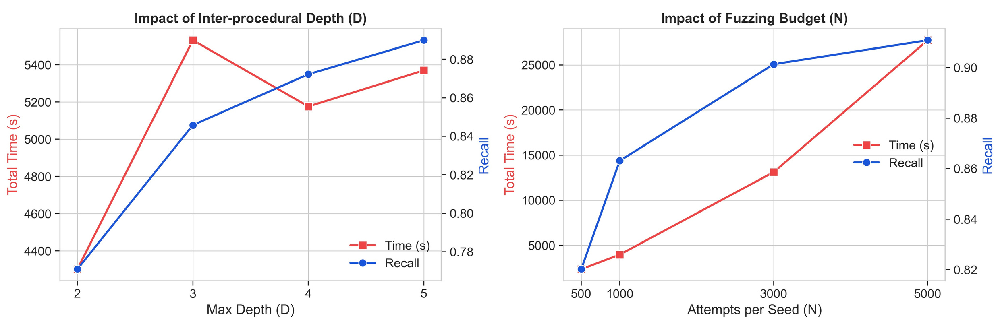 Impact of Inter-procedural Depth (D)
Total Time (s)
5400
5200
5000
4800
4600
4400
0.88
0.86
0.84
0.82
0.80
0.78
Recall
Time (s)
Recall
2
3
4
5
Max Depth (D)
Impact of Fuzzing Budget (N)
Total Time (s)
25000
20000
15000
10000
5000
0.90
0.88
0.86
0.84
0.82
Recall
Time (s)
Recall
500
1000
3000
5000
Attempts per Seed (N)